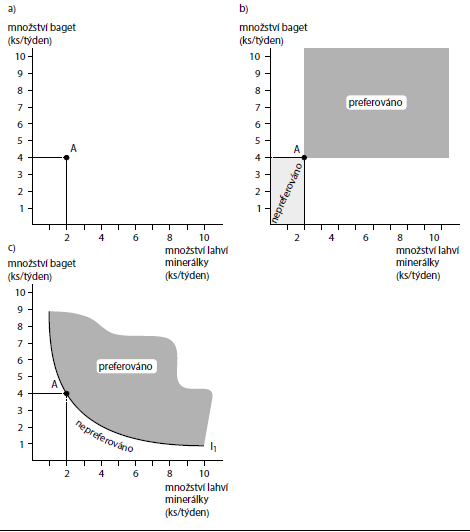 a)
množství baget
(ks/týden)
10
9
8
7
6
5
4
3
2
1
A
2
4
6
8
10
množství lahví
minerálky
(ks/týden)
b)
množství baget
(ks/týden)
10
9
8
7
6
5
4
3
2
1
preferováno
A
nepreferováno
2
4
6
8
10
množství lahví
minerálky
(ks/týden)
c)
množství baget
(ks/týden)
10
9
8
7
6
5
4
3
2
1
preferováno
A
nepreferováno
I1
2
4
6
8
10
množství lahví
minerálky
(ks/týden)